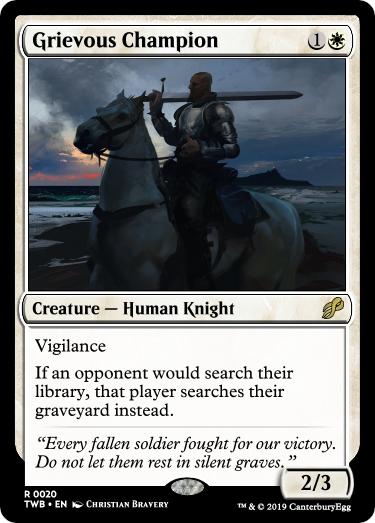 Grievous Champion 1
Creature — Human Knight
Vigilance
If an opponent would search their
library, that player searches their
graveyard instead.
“Every fallen soldier fought for our victory.
Do not let them rest in silent graves.”
2/3
R 0020
TWB • EN Christian Bravery
™ & © 2019 CanterburyEgg